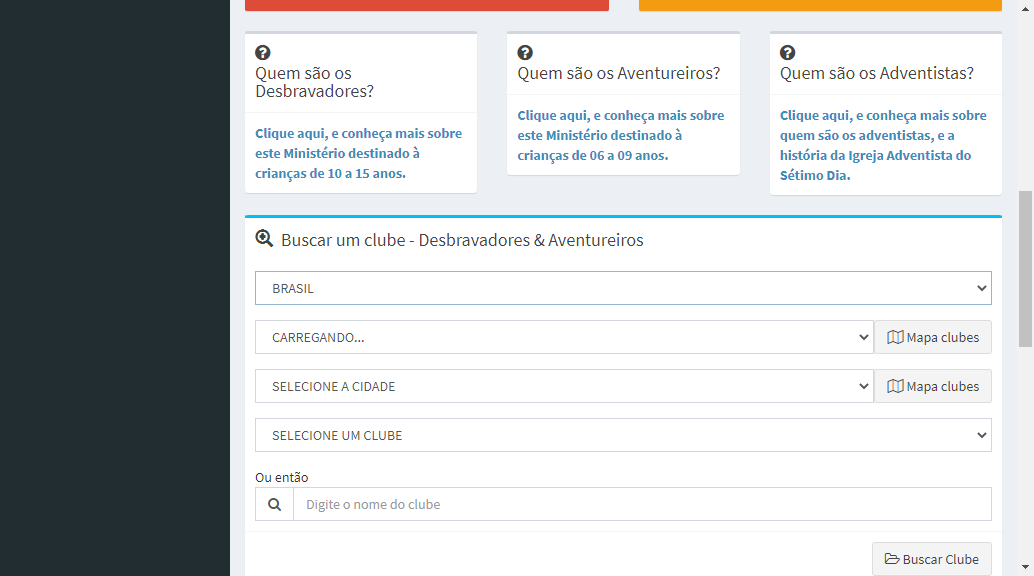 Quem são os
Desbravadores?
Clique aqui, e conheça mais sobre
este Ministério destinado à
crianças de 10 a 15 anos.
Quem são os Aventureiros?
Clique aqui, e conheça mais sobre
este Ministério destinado à
crianças de 06 a 09 anos.
Quem são os Adventistas?
Clique aqui, e conheça mais sobre
quem são os adventistas, e a
história da Igreja Adventista do
Sétimo Dia.
Buscar um clube - Desbravadores & Aventureiros
BRASIL
CARREGANDO...
Mapa clubes
SELECIONE A CIDADE
Mapa clubes
SELECIONE UM CLUBE
Ou então
Digite o nome do clube
Buscar Clube